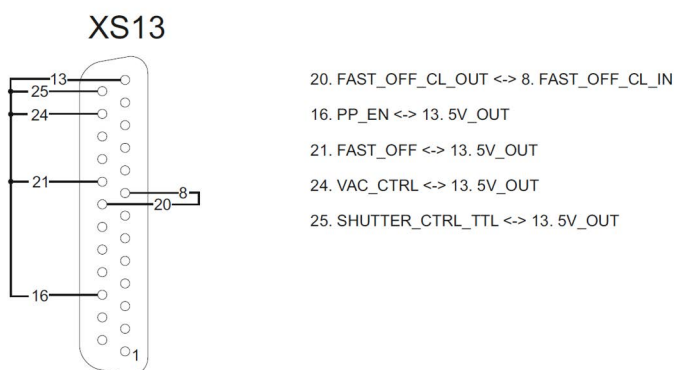 XS13
13
25
24
21
8
20
16
1
20. FAST_OFF_CL_OUT <-> 8. FAST_OFF_CL_IN
16. PP_EN <-> 13. 5V_OUT
21. FAST_OFF <-> 13. 5V_OUT
24. VAC_CTRL <-> 13. 5V_OUT
25. SHUTTER_CTRL_TTL <-> 13. 5V_OUT